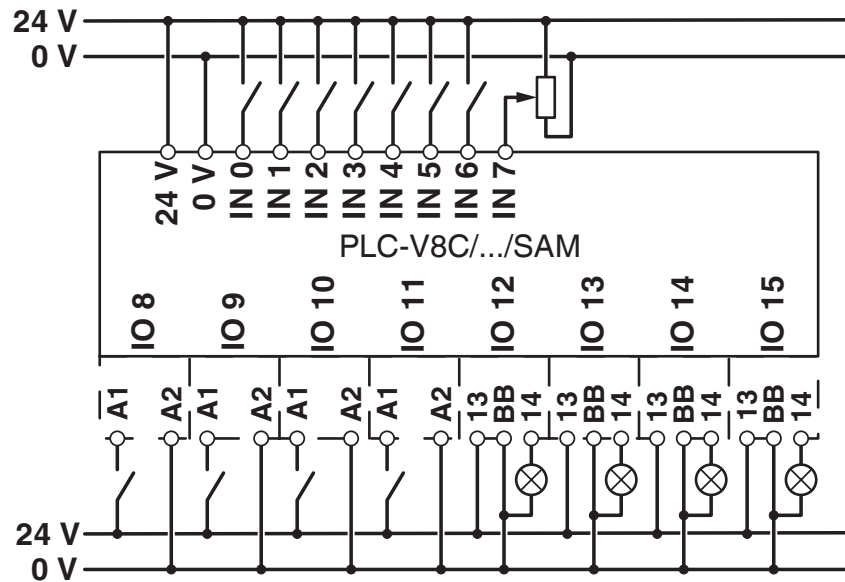 24 V
0 V
24 V 0 V IN 0 IN 1 IN 2 IN 3 IN 4 IN 5 IN 6 IN 7
PLC-V8C/.../SAM
IO 8 IO 9 IO 10 IO 11 IO 12 IO 13 IO 14 IO 15
A1 A2 A1 A2 A1 A2 A1 A2 13 BB 14 13 BB 14 13 BB 14 13 BB 14
24 V
0 V